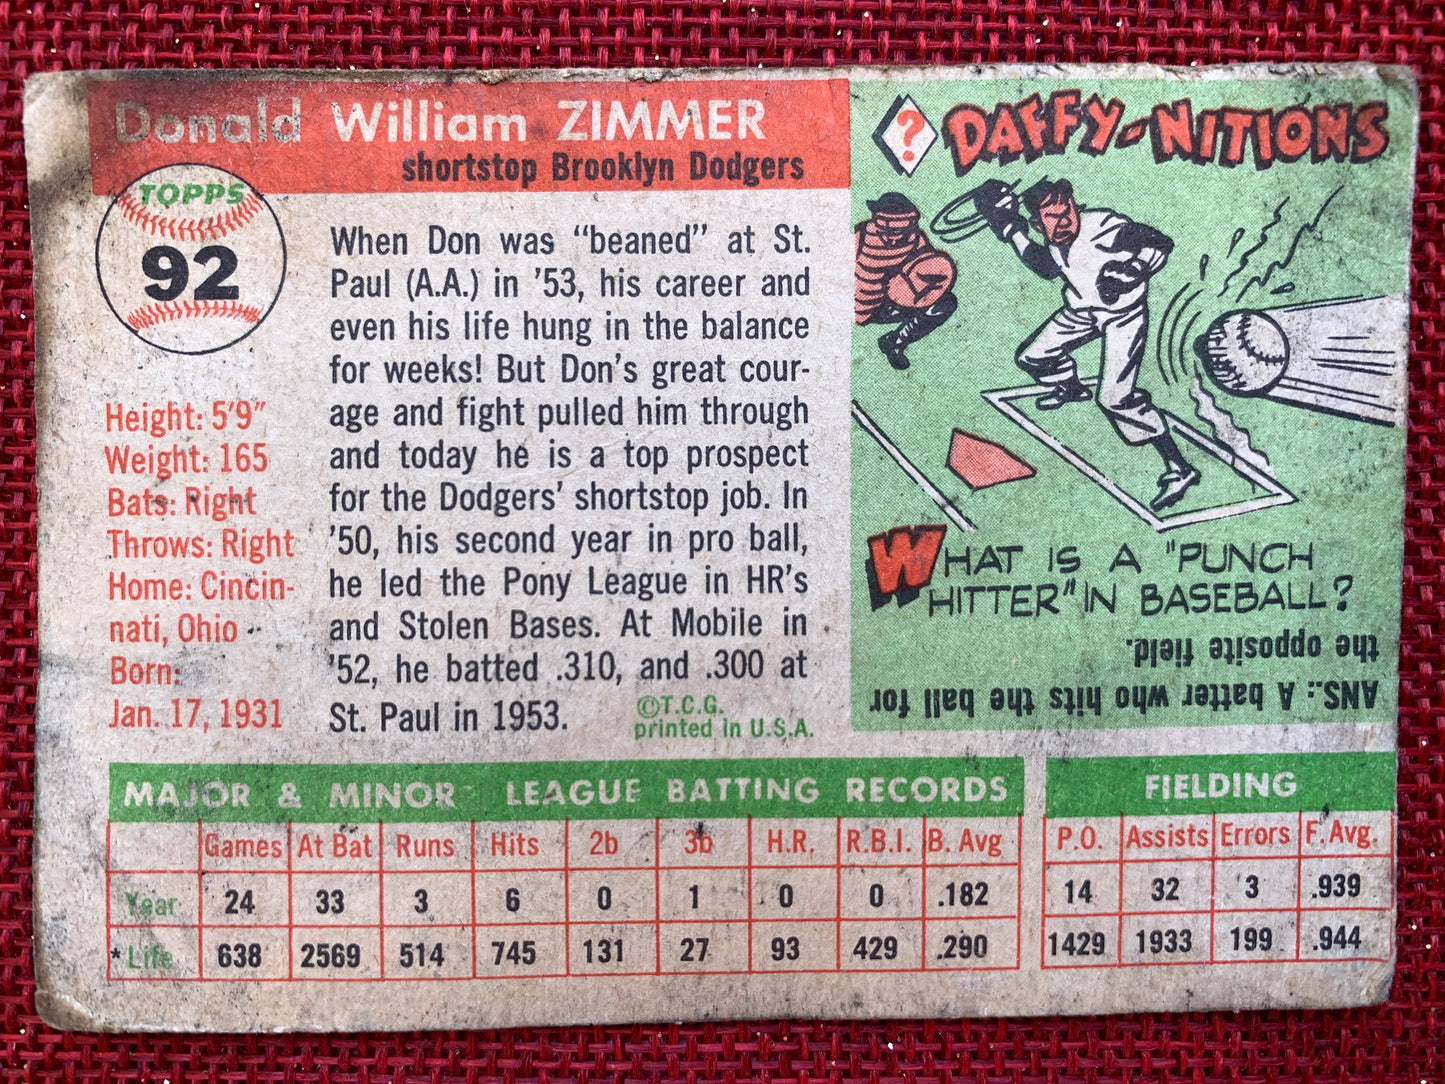 Donald William ZIMMER
shortstop Brooklyn Dodgers
TOPPS
92
Height: 5'9"
Weight: 165
Bats: Right
Throws: Right
Home: Cincin-
nati, Ohio
Born:
Jan. 17, 1931
When Don was "beaned" at St.
Paul (A.A.) in '53, his career and
even his life hung in the balance
for weeks! But Don's great cour-
age and fight pulled him through
and today he is a top prospect
for the Dodgers' shortstop job. In
'50, his second year in pro ball,
he led the Pony League in HR's
and Stolen Bases. At Mobile in
'52, he batted .310, and .300 at
St. Paul in 1953.
©T.C.G.
printed in U.S.A.
? DAFFY-NITIONS
WHAT IS A "PUNCH
HITTER" IN BASEBALL?
ANS.: A batter who hits the ball for
the opposite field.
MAJOR & MINOR LEAGUE BATTING RECORDS
Games At Bat Runs Hits 2b 3b H.R. R.B.I. B. Avg
Year 24 33 3 6 0 1 0 0 .182
* Life 638 2569 514 745 131 27 93 429 .290
FIELDING
P.O. Assists Errors F. Avg.
14 32 3 .939
1429 1933 199 .944